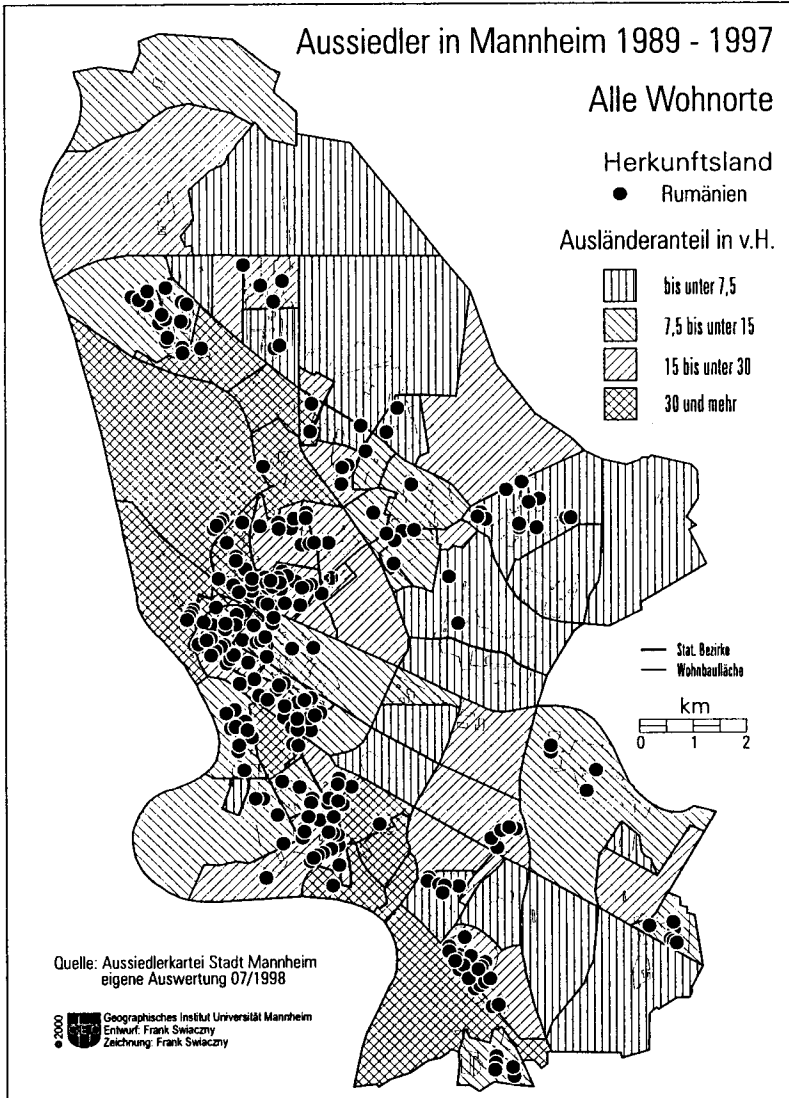 Aussiedler in Mannheim 1989 - 1997
Alle Wohnorte
Herkunftsland
Rumänien
Ausländeranteil in v.H.
bis unter 7,5
7,5 bis unter 15
15 bis unter 30
30 und mehr
Stat. Bezirke
Wohnbaufläche
km
0 1 2
Quelle: Aussiedlerkartei Stadt Mannheim
eigene Auswertung 07/1998
© 2000
Geographisches Institut Universität Mannheim
Entwurf: Frank Swiaczny
Zeichnung: Frank Swiaczny